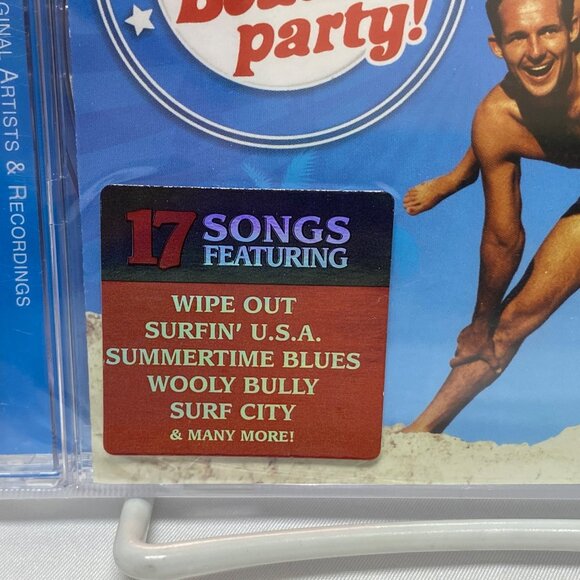 party!
ORIGINAL ARTISTS & RECORDINGS
17 SONGS
FEATURING
WIPE OUT
SURFIN' U.S.A.
SUMMERTIME BLUES
WOOLY BULLY
SURF CITY
& MANY MORE!